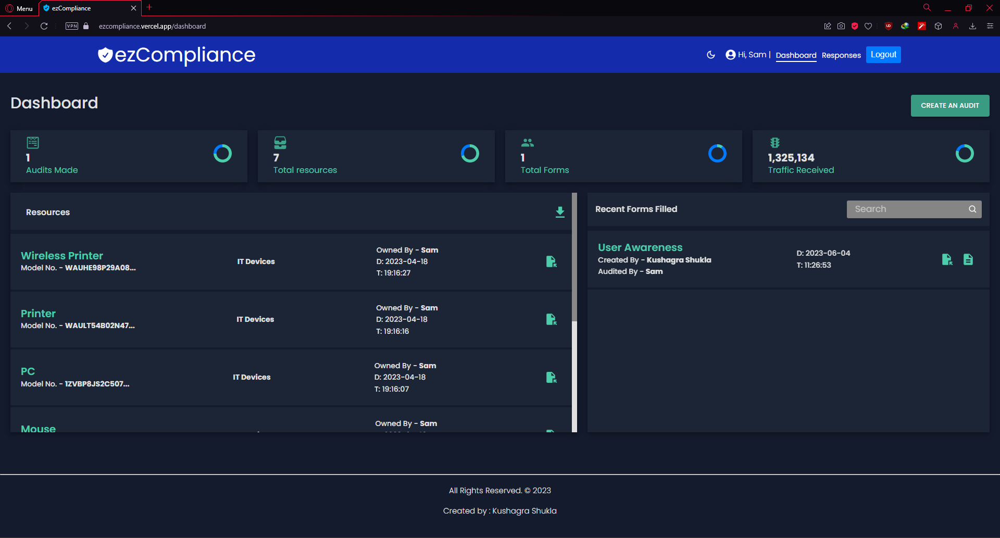 Menu
ezCompliance
VPN
ezcompliance.vercel.app/dashboard
ezCompliance
Hi, Sam |
Dashboard
Responses
Logout
Dashboard
CREATE AN AUDIT
1
Audits Made
7
Total resources
1
Total Forms
1,325,134
Traffic Received
Resources
Wireless Printer
Model No. - WAUHE98P29A08...
IT Devices
Owned By - Sam
D: 2023-04-18
T: 19:16:27
Printer
Model No. - WAULT54B02N47...
IT Devices
Owned By - Sam
D: 2023-04-18
T: 19:16:16
PC
Model No. - 1ZVBP8JS2C507...
IT Devices
Owned By - Sam
D: 2023-04-18
T: 19:16:07
Mouse
Owned By - Sam
Recent Forms Filled
Search
User Awareness
Created By - Kushagra Shukla
Audited By - Sam
D: 2023-06-04
T: 11:26:53
All Rights Reserved. © 2023
Created by : Kushagra Shukla